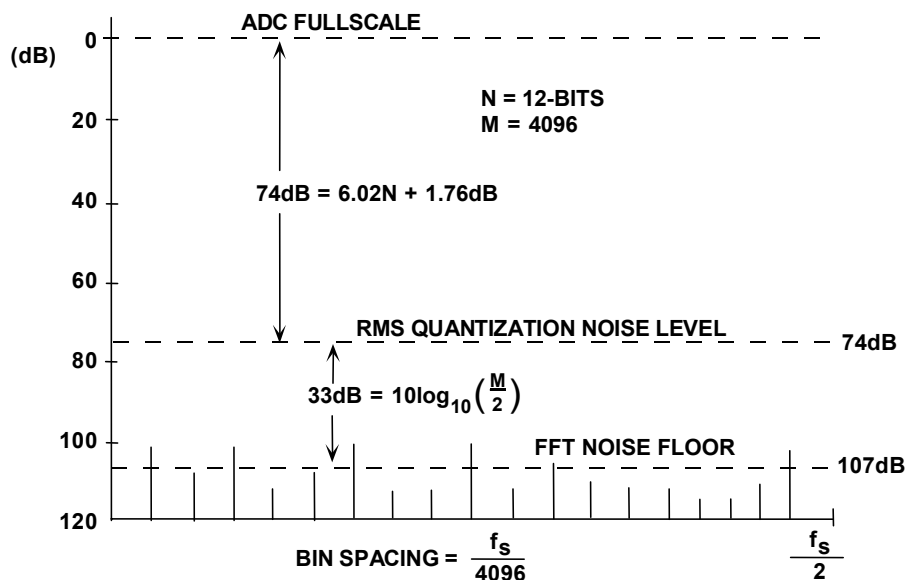 ADC FULLSCALE
0
(dB)
N = 12-BITS
M = 4096
20
40
74dB = 6.02N + 1.76dB
60
RMS QUANTIZATION NOISE LEVEL
74dB
80
33dB = 10log10(M/2)
100
FFT NOISE FLOOR
107dB
120
BIN SPACING = fs/4096
fs/2